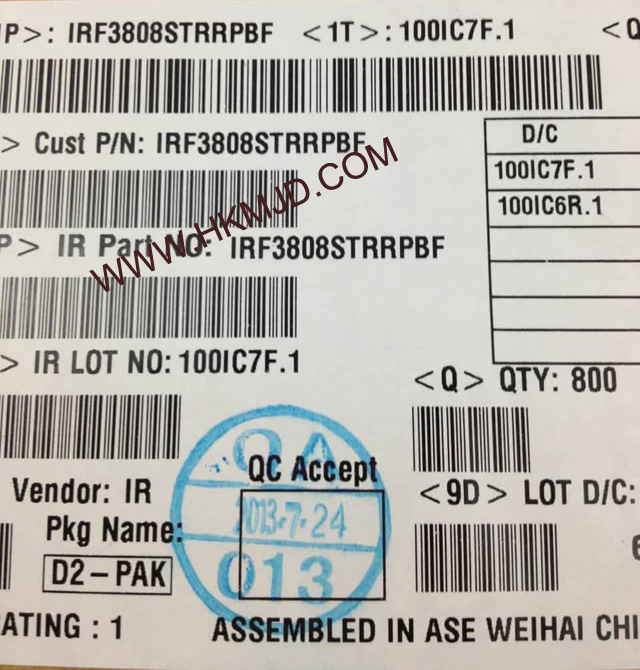 P>: IRF3808STRRPBF <1T>: 100IC7F.1 <Q
> Cust P/N: IRF3808STRRPBF
D/C
100IC7F.1
100IC6R.1
WWW.HKMJD.COM
P> IR Part NO: IRF3808STRRPBF
> IR LOT NO: 100IC7F.1
<Q> QTY: 800
QA
QC Accept
Vendor: IR
<9D> LOT D/C:
2013-7-24
Pkg Name:
013
D2-PAK
ATING : 1
ASSEMBLED IN ASE WEIHAI CHI